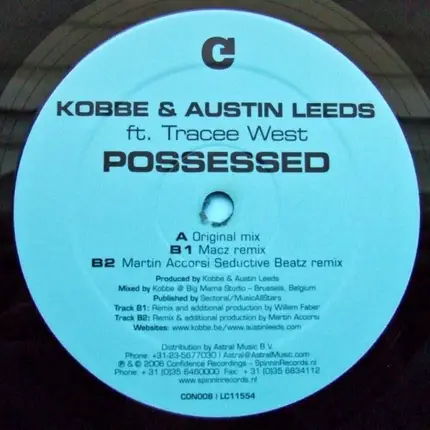 KOBBE & AUSTIN LEEDS
ft. Tracee West
POSSESSED
A Original mix
B1 Macz remix
B2 Martin Accorsi Seductive Beatz remix
Produced by Kobbe & Austin Leeds
Mixed by Kobbe @ Big Mama Studio - Brussels, Belgium
Published by Sectoral/MusicAllStars
Track B1: Remix and additional production by Willem Faber
Track B2: Remix & additional production by Martin Accorsi
Websites: www.kobbe.be/www.austinleeds.com
Distribution by Astral Music B.V.
Phone: +31-23-5677030 | Astral@AstralMusic.com
℗ & © 2006 Confidence Recordings - SpinninRecords
Phone: + 31 (0)35 6460000 Fax: + 31 (0)35 6834112
www.spinninrecords.nl
CDN008 | LC11554